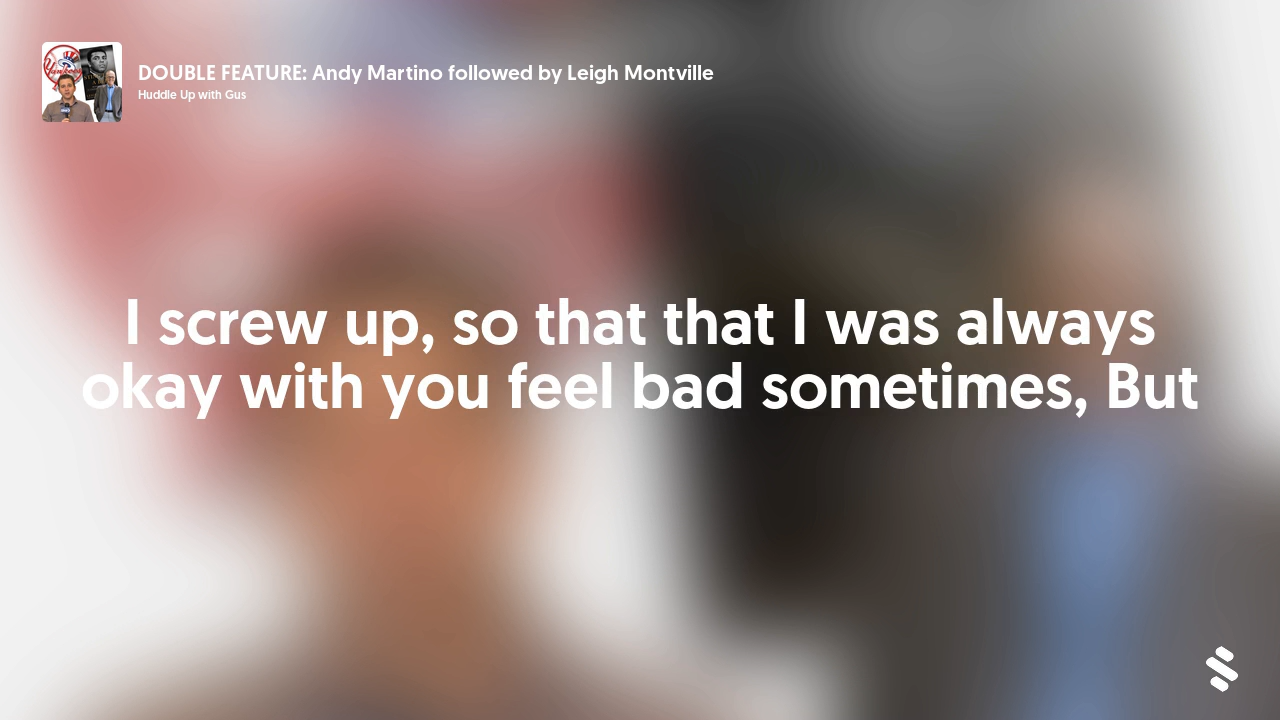 DOUBLE FEATURE: Andy Martino followed by Leigh Montville
Huddle Up with Gus
I screw up, so that that I was always
okay with you feel bad sometimes, But